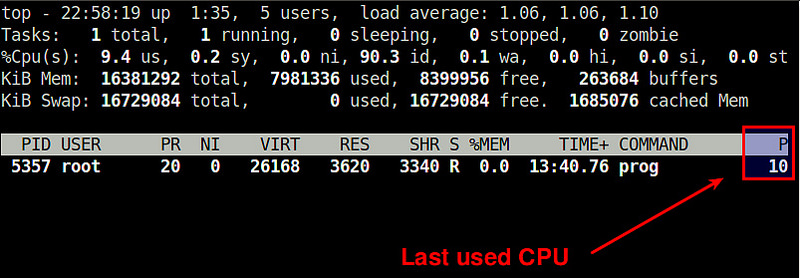 top - 22:58:19 up  1:35,  5 users,  load average: 1.06, 1.06, 1.10
Tasks:   1 total,   1 running,   0 sleeping,   0 stopped,   0 zombie
%Cpu(s):  9.4 us,  0.2 sy,  0.0 ni, 90.3 id,  0.1 wa,  0.0 hi,  0.0 si,  0.0 st
KiB Mem:  16381292 total,  7981336 used,  8399956 free,   263684 buffers
KiB Swap: 16729084 total,        0 used, 16729084 free.  1685076 cached Mem
PID USER PR NI VIRT RES SHR S %MEM TIME+ COMMAND P
5357 root 20 0 26168 3620 3340 R 0.0 13:40.76 prog 10
Last used CPU